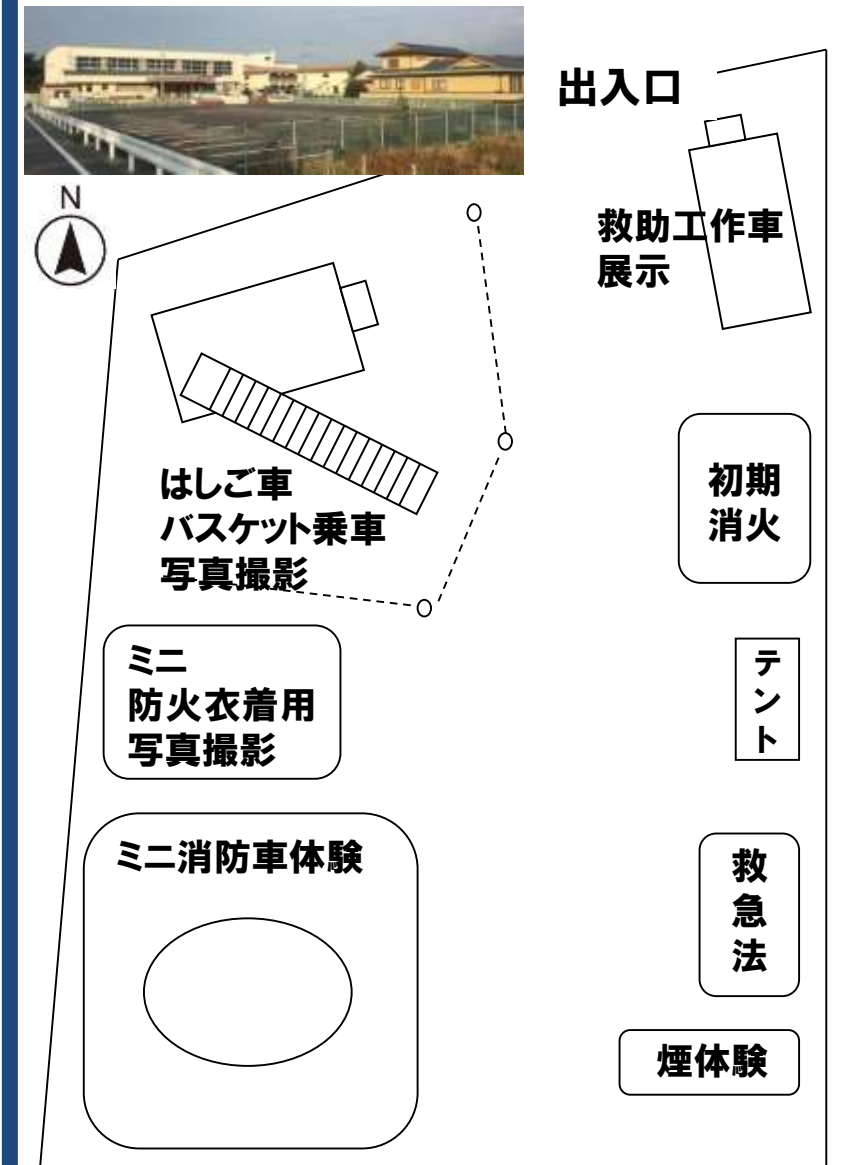 出入口
N
救助工作車
展示
はしご車
バスケット乗車
写真撮影
初期
消火
ミニ
防火衣着用
写真撮影
テント
ミニ消防車体験
救急法
煙体験